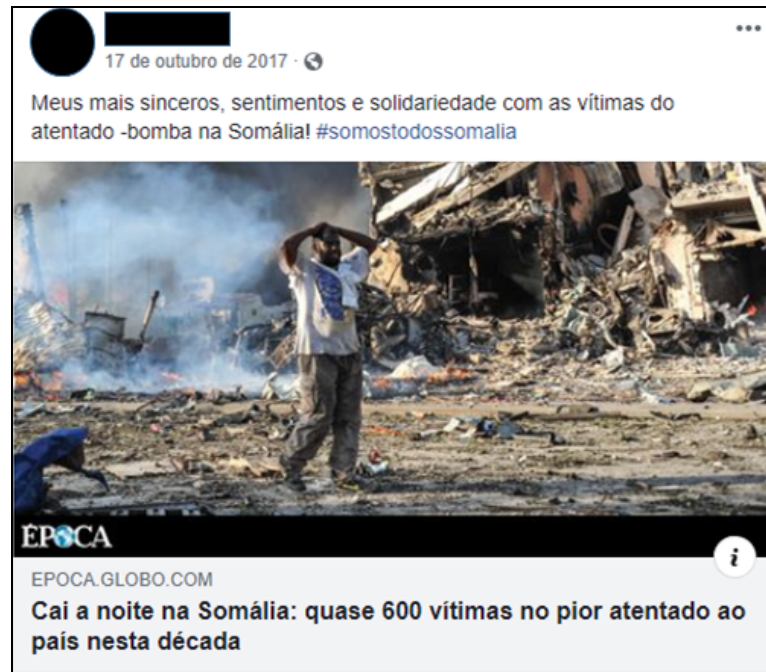 17 de outubro de 2017 ·
Meus mais sinceros, sentimentos e solidariedade com as vítimas do
atentado -bomba na Somália! #somostodossomalia
ÉPOCA
i
EPOCA.GLOBO.COM
Cai a noite na Somália: quase 600 vítimas no pior atentado ao
país nesta década